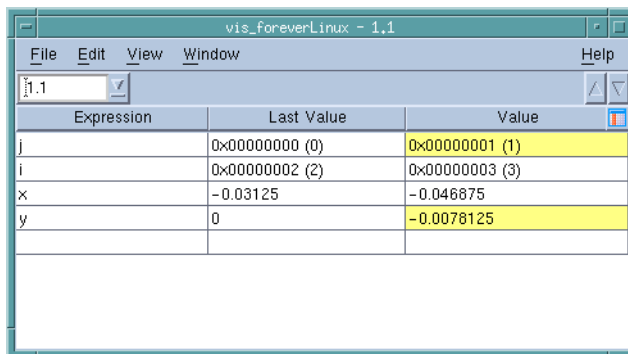 vis_foreverLinux - 1.1
File Edit View Window Help
1.1
Expression Last Value Value
j 0x00000000 (0) 0x00000001 (1)
i 0x00000002 (2) 0x00000003 (3)
x -0.03125 -0.046875
y 0 -0.0078125